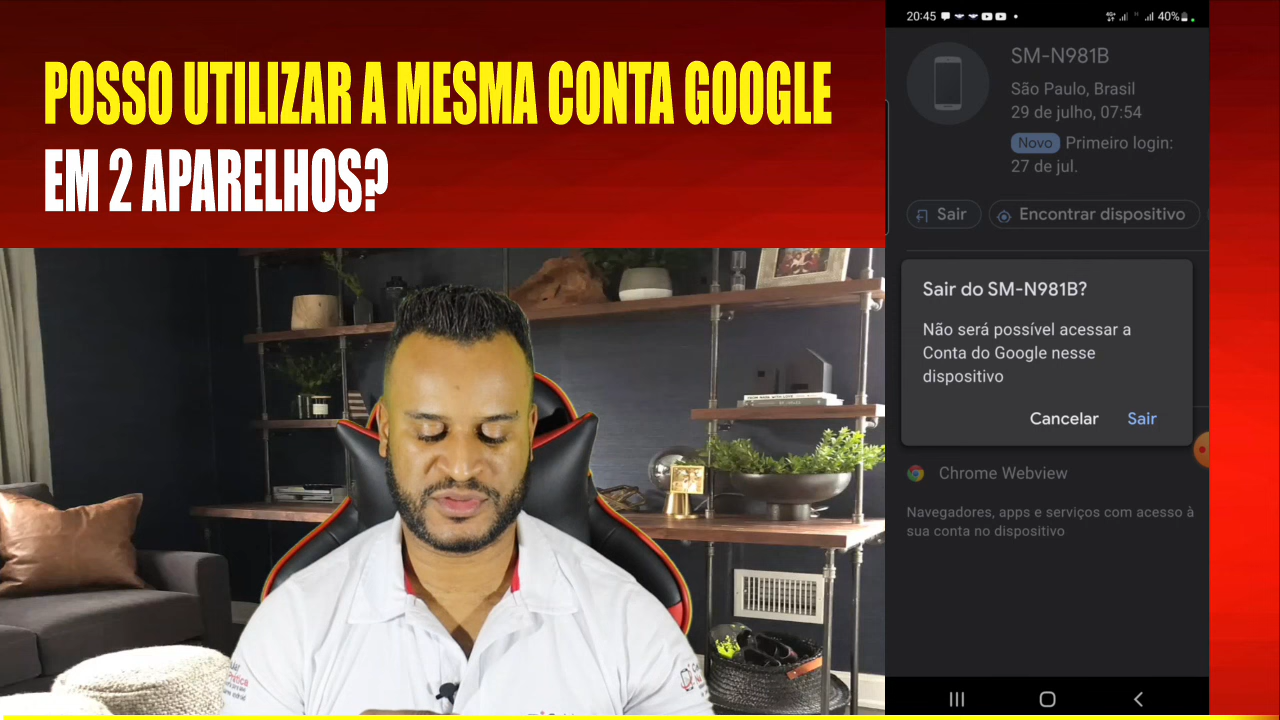 POSSO UTILIZAR A MESMA CONTA GOOGLE
EM 2 APARELHOS?
20:45
40%
SM-N981B
São Paulo, Brasil
29 de julho, 07:54
Novo Primeiro login:
27 de jul.
Sair
Encontrar dispositivo
Sair do SM-N981B?
Não será possível acessar a
Conta do Google nesse
dispositivo
Cancelar Sair
Chrome Webview
Navegadores, apps e serviços com acesso à
sua conta no dispositivo